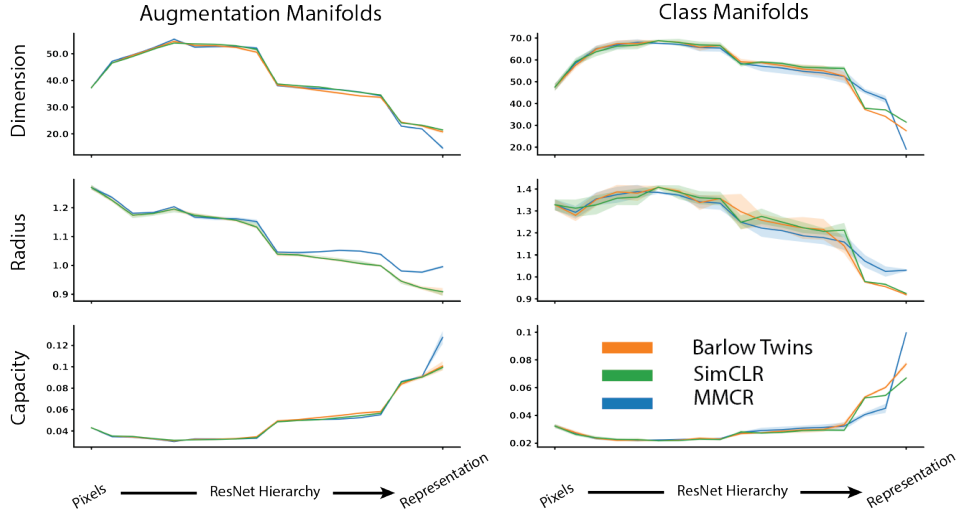 Augmentation Manifolds
Class Manifolds
Dimension
50.0
40.0
30.0
20.0
70.0
60.0
50.0
40.0
30.0
20.0
Radius
1.2
1.1
1.0
0.9
1.4
1.3
1.2
1.1
1.0
0.9
Capacity
0.12
0.1
0.08
0.06
0.04
0.1
0.08
0.06
0.04
0.02
Barlow Twins
SimCLR
MMCR
Pixels
ResNet Hierarchy
Representation
Pixels
ResNet Hierarchy
Representation